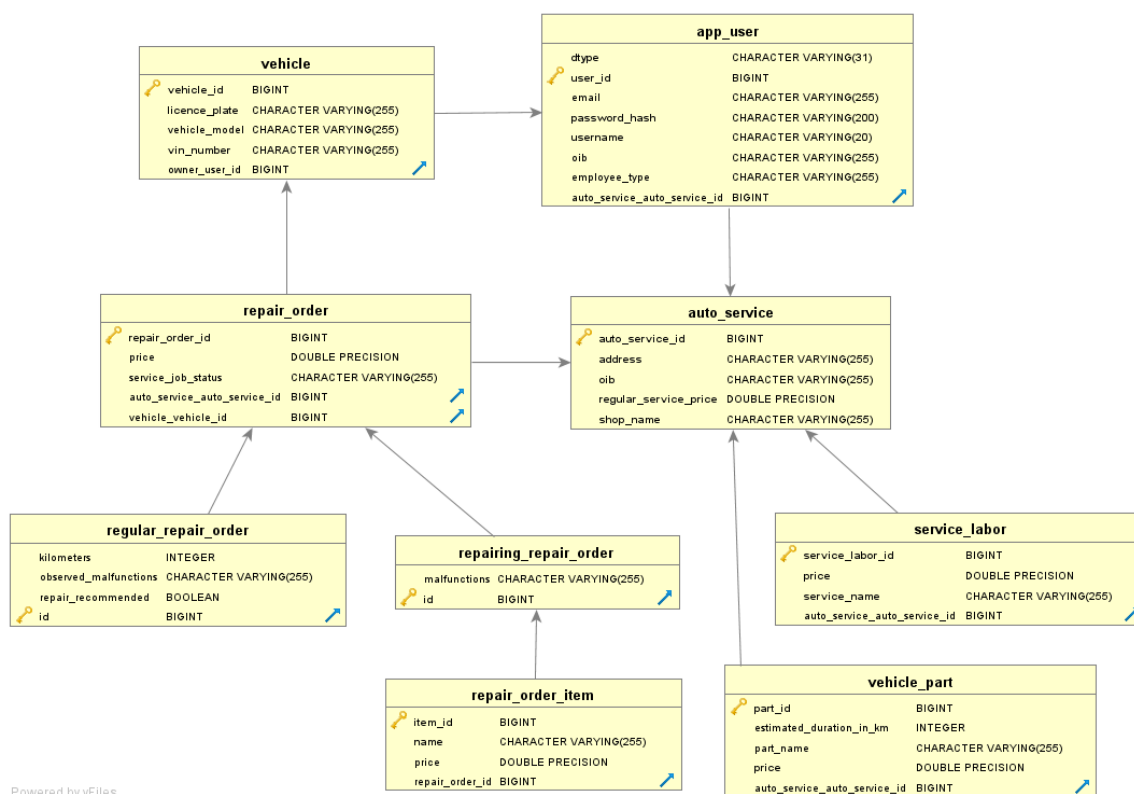 app_user
dtype CHARACTER VARYING(31)
user_id BIGINT
email CHARACTER VARYING(255)
password_hash CHARACTER VARYING(200)
username CHARACTER VARYING(20)
oib CHARACTER VARYING(255)
employee_type CHARACTER VARYING(255)
auto_service_auto_service_id BIGINT
vehicle
vehicle_id BIGINT
licence_plate CHARACTER VARYING(255)
vehicle_model CHARACTER VARYING(255)
vin_number CHARACTER VARYING(255)
owner_user_id BIGINT
repair_order
repair_order_id BIGINT
price DOUBLE PRECISION
service_job_status CHARACTER VARYING(255)
auto_service_auto_service_id BIGINT
vehicle_vehicle_id BIGINT
auto_service
auto_service_id BIGINT
address CHARACTER VARYING(255)
oib CHARACTER VARYING(255)
regular_service_price DOUBLE PRECISION
shop_name CHARACTER VARYING(255)
regular_repair_order
kilometers INTEGER
observed_malfunctions CHARACTER VARYING(255)
repair_recommended BOOLEAN
id BIGINT
repairing_repair_order
malfunctions CHARACTER VARYING(255)
id BIGINT
service_labor
service_labor_id BIGINT
price DOUBLE PRECISION
service_name CHARACTER VARYING(255)
auto_service_auto_service_id BIGINT
repair_order_item
item_id BIGINT
name CHARACTER VARYING(255)
price DOUBLE PRECISION
repair_order_id BIGINT
vehicle_part
part_id BIGINT
estimated_duration_in_km INTEGER
part_name CHARACTER VARYING(255)
price DOUBLE PRECISION
auto_service_auto_service_id BIGINT
Powered by yFiles